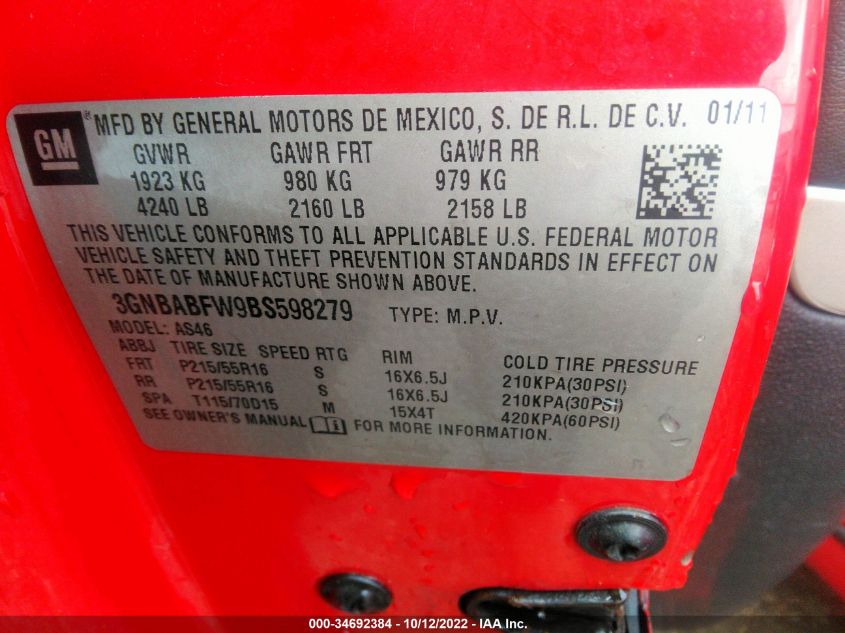 GM ® MFD BY GENERAL MOTORS DE MEXICO, S. DE R.L. DE C.V. 01/11
GVWR GAWR FRT GAWR RR
1923 KG 980 KG 979 KG
4240 LB 2160 LB 2158 LB
THIS VEHICLE CONFORMS TO ALL APPLICABLE U.S. FEDERAL MOTOR
VEHICLE SAFETY AND THEFT PREVENTION STANDARDS IN EFFECT ON
THE DATE OF MANUFACTURE SHOWN ABOVE.
3GNBABFW9BS598279 TYPE: M.P.V.
MODEL: AS46
ABBJ TIRE SIZE SPEED RTG RIM COLD TIRE PRESSURE
FRT P215/55R16 S 16X6.5J 210KPA(30PSI)
RR P215/55R16 S 16X6.5J 210KPA(30PSI)
SPA T115/70D15 M 15X4T 420KPA(60PSI)
SEE OWNER'S MANUAL FOR MORE INFORMATION.
000-34692384 - 10/12/2022 - IAA Inc.